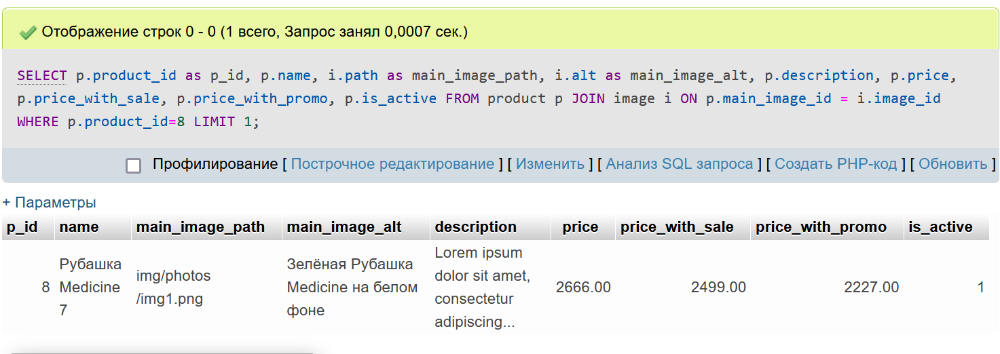 Отображение строк 0 - 0 (1 всего, Запрос занял 0,0007 сек.)
SELECT p.product_id as p_id, p.name, i.path as main_image_path, i.alt as main_image_alt, p.description, p.price,
p.price_with_sale, p.price_with_promo, p.is_active FROM product p JOIN image i ON p.main_image_id = i.image_id
WHERE p.product_id=8 LIMIT 1;
Профилирование [ Построчное редактирование ] [ Изменить ] [ Анализ SQL запроса ] [ Создать PHP-код ] [ Обновить ]
+ Параметры
p_id name main_image_path main_image_alt description price price_with_sale price_with_promo is_active
8
Рубашка
Medicine
7
img/photos
/img1.png
Зелёная Рубашка
Medicine на белом
фоне
Lorem ipsum
dolor sit amet,
consectetur
adipiscing...
2666.00
2499.00
2227.00
1